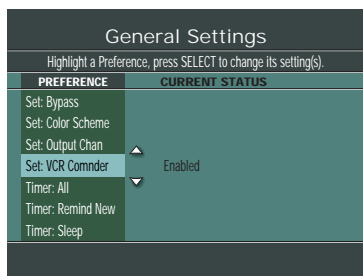 General Settings
Highlight a Preference, press SELECT to change its setting(s).
PREFERENCE CURRENT STATUS
Set: Bypass
Set: Color Scheme
Set: Output Chan
Set: VCR Comnder Enabled
Timer: All
Timer: Remind New
Timer: Sleep